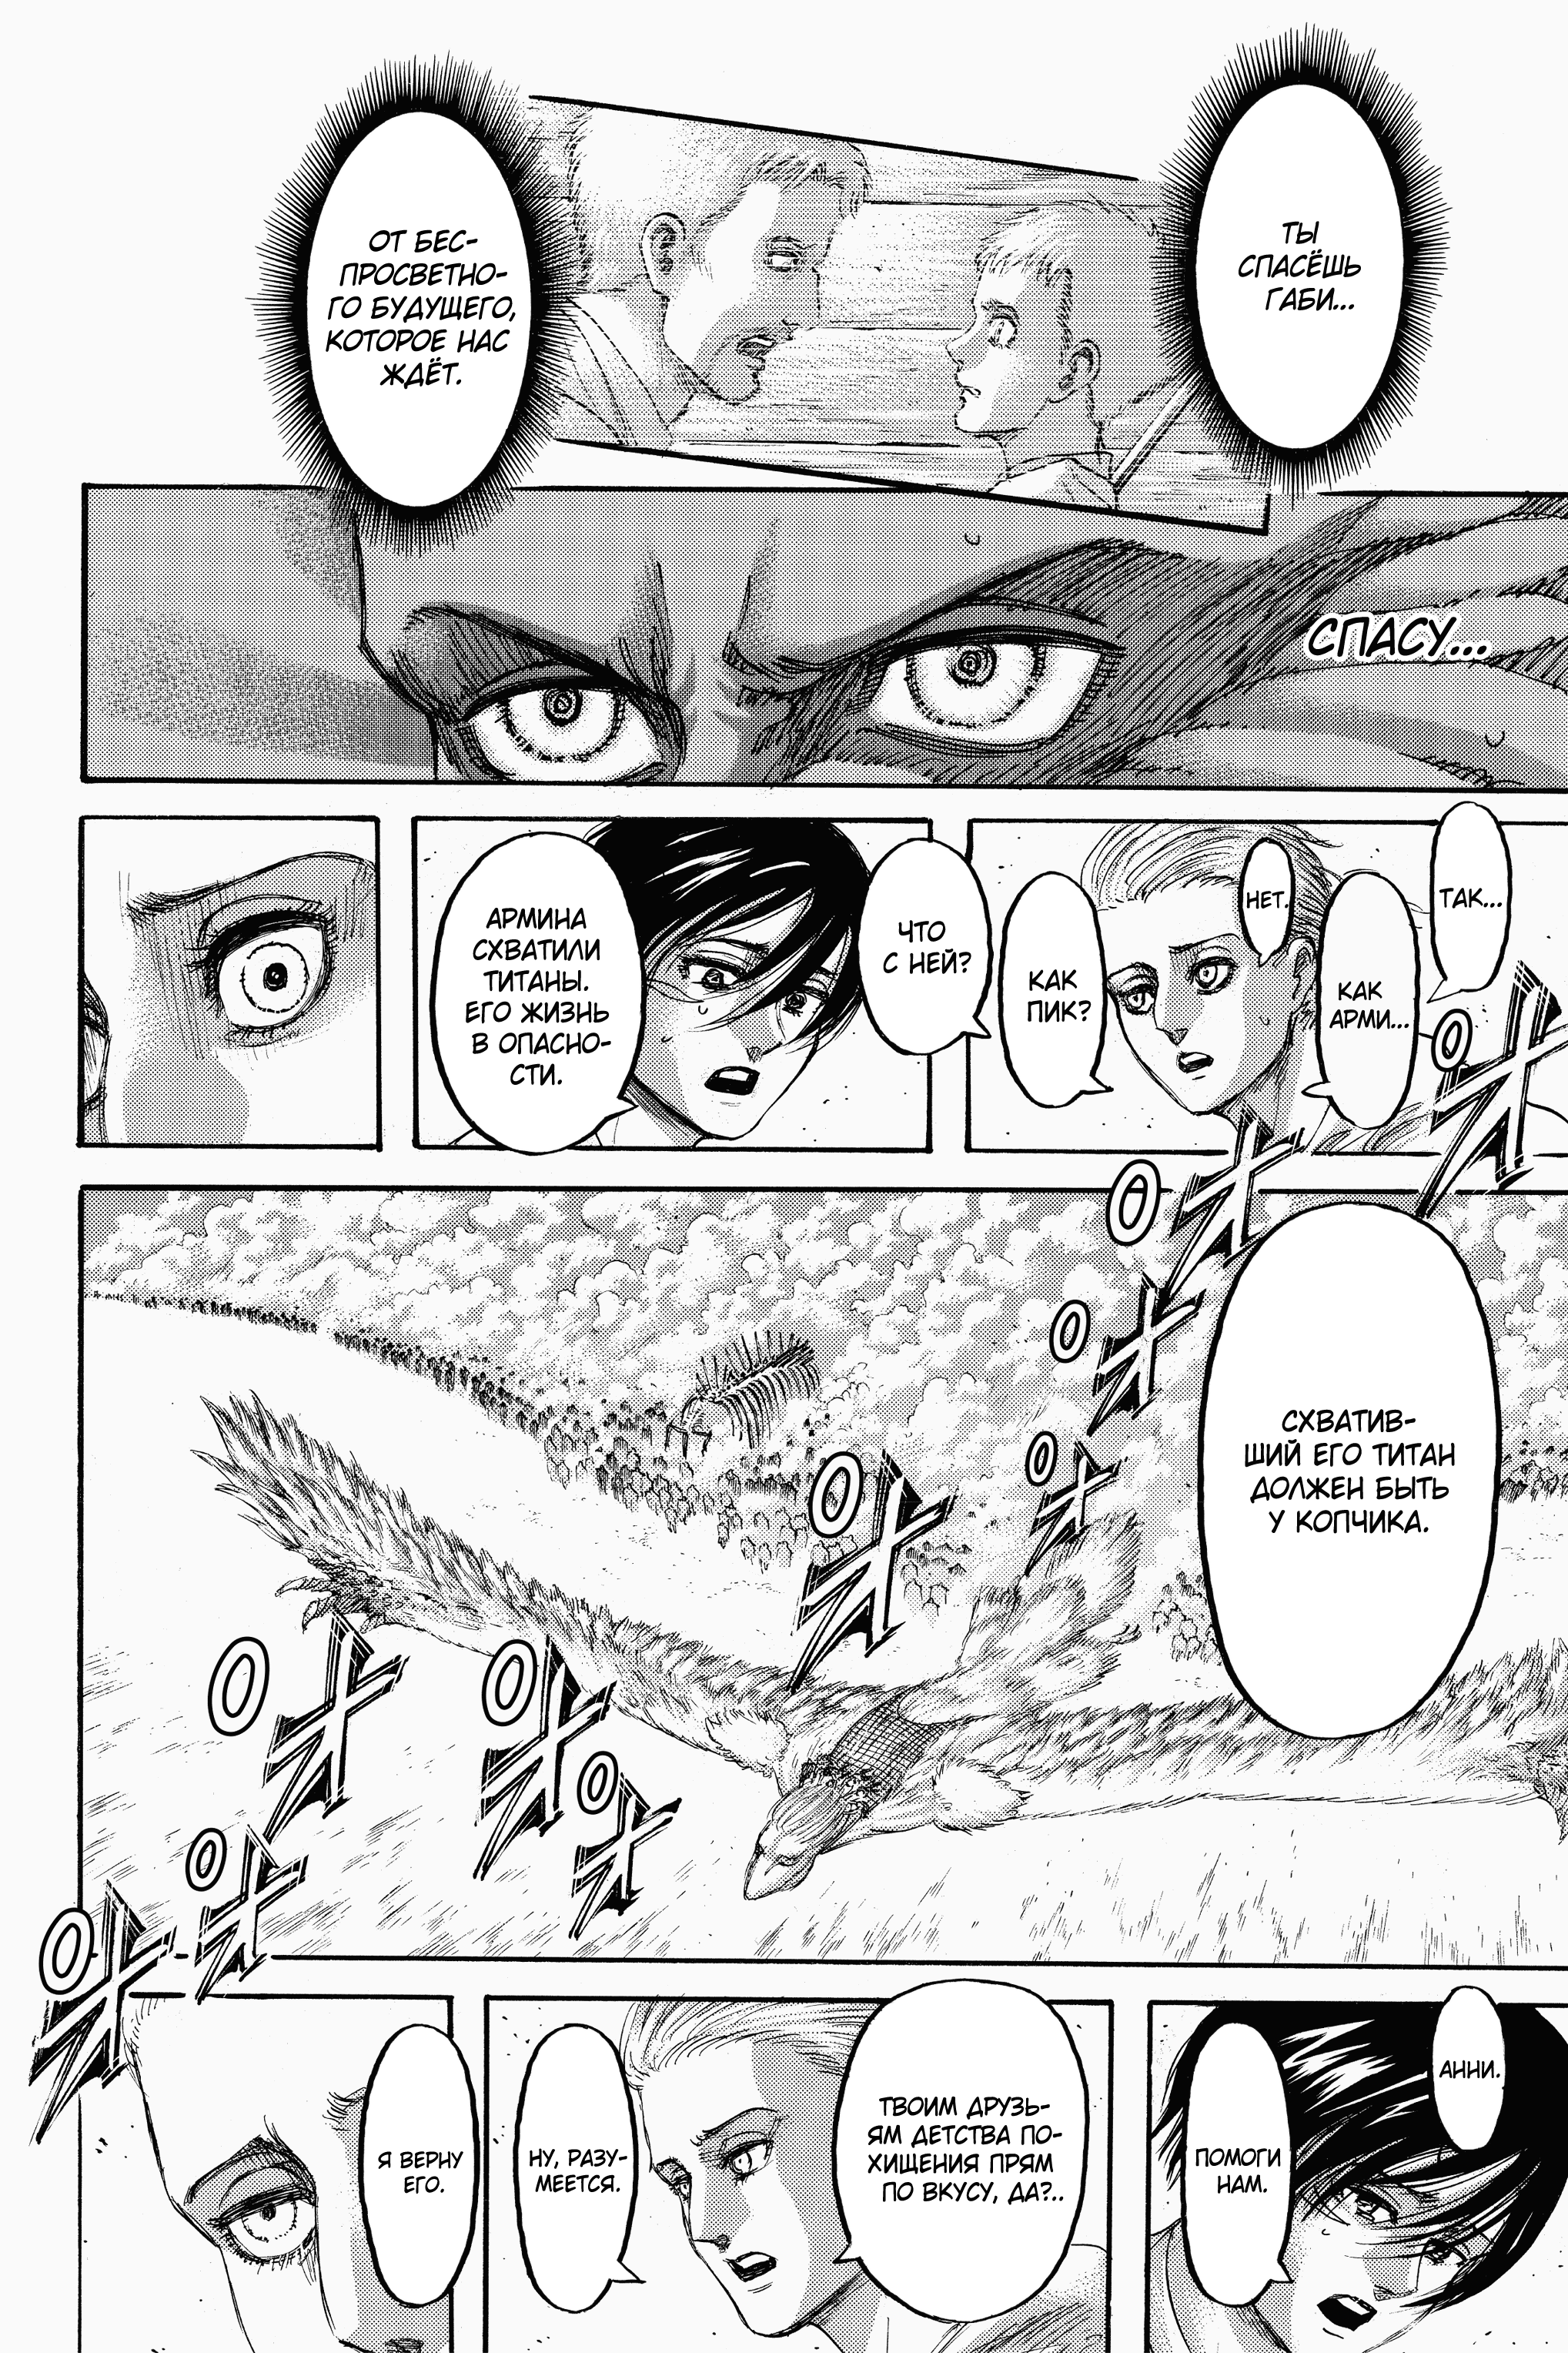 ТЫ
СПАСЁШЬ
ГАБИ...
ОТ БЕС-
ПРОСВЕТНО-
ГО БУДУЩЕГО,
КОТОРОЕ НАС
ЖДЁТ.
СПАСУ...
ТАК...
КАК
АРМИ...
НЕТ.
КАК
ПИК?
ЧТО
С НЕЙ?
АРМИНА
СХВАТИЛИ
ТИТАНЫ.
ЕГО ЖИЗНЬ
В ОПАСНО-
СТИ.
СХВАТИВ-
ШИЙ ЕГО ТИТАН
ДОЛЖЕН БЫТЬ
У КОПЧИКА.
АННИ.
ПОМОГИ
НАМ.
ТВОИМ ДРУЗЬ-
ЯМ ДЕТСТВА ПО-
ХИЩЕНИЯ ПРЯМ
ПО ВКУСУ, ДА?..
НУ, РАЗУ-
МЕЕТСЯ.
Я ВЕРНУ
ЕГО.